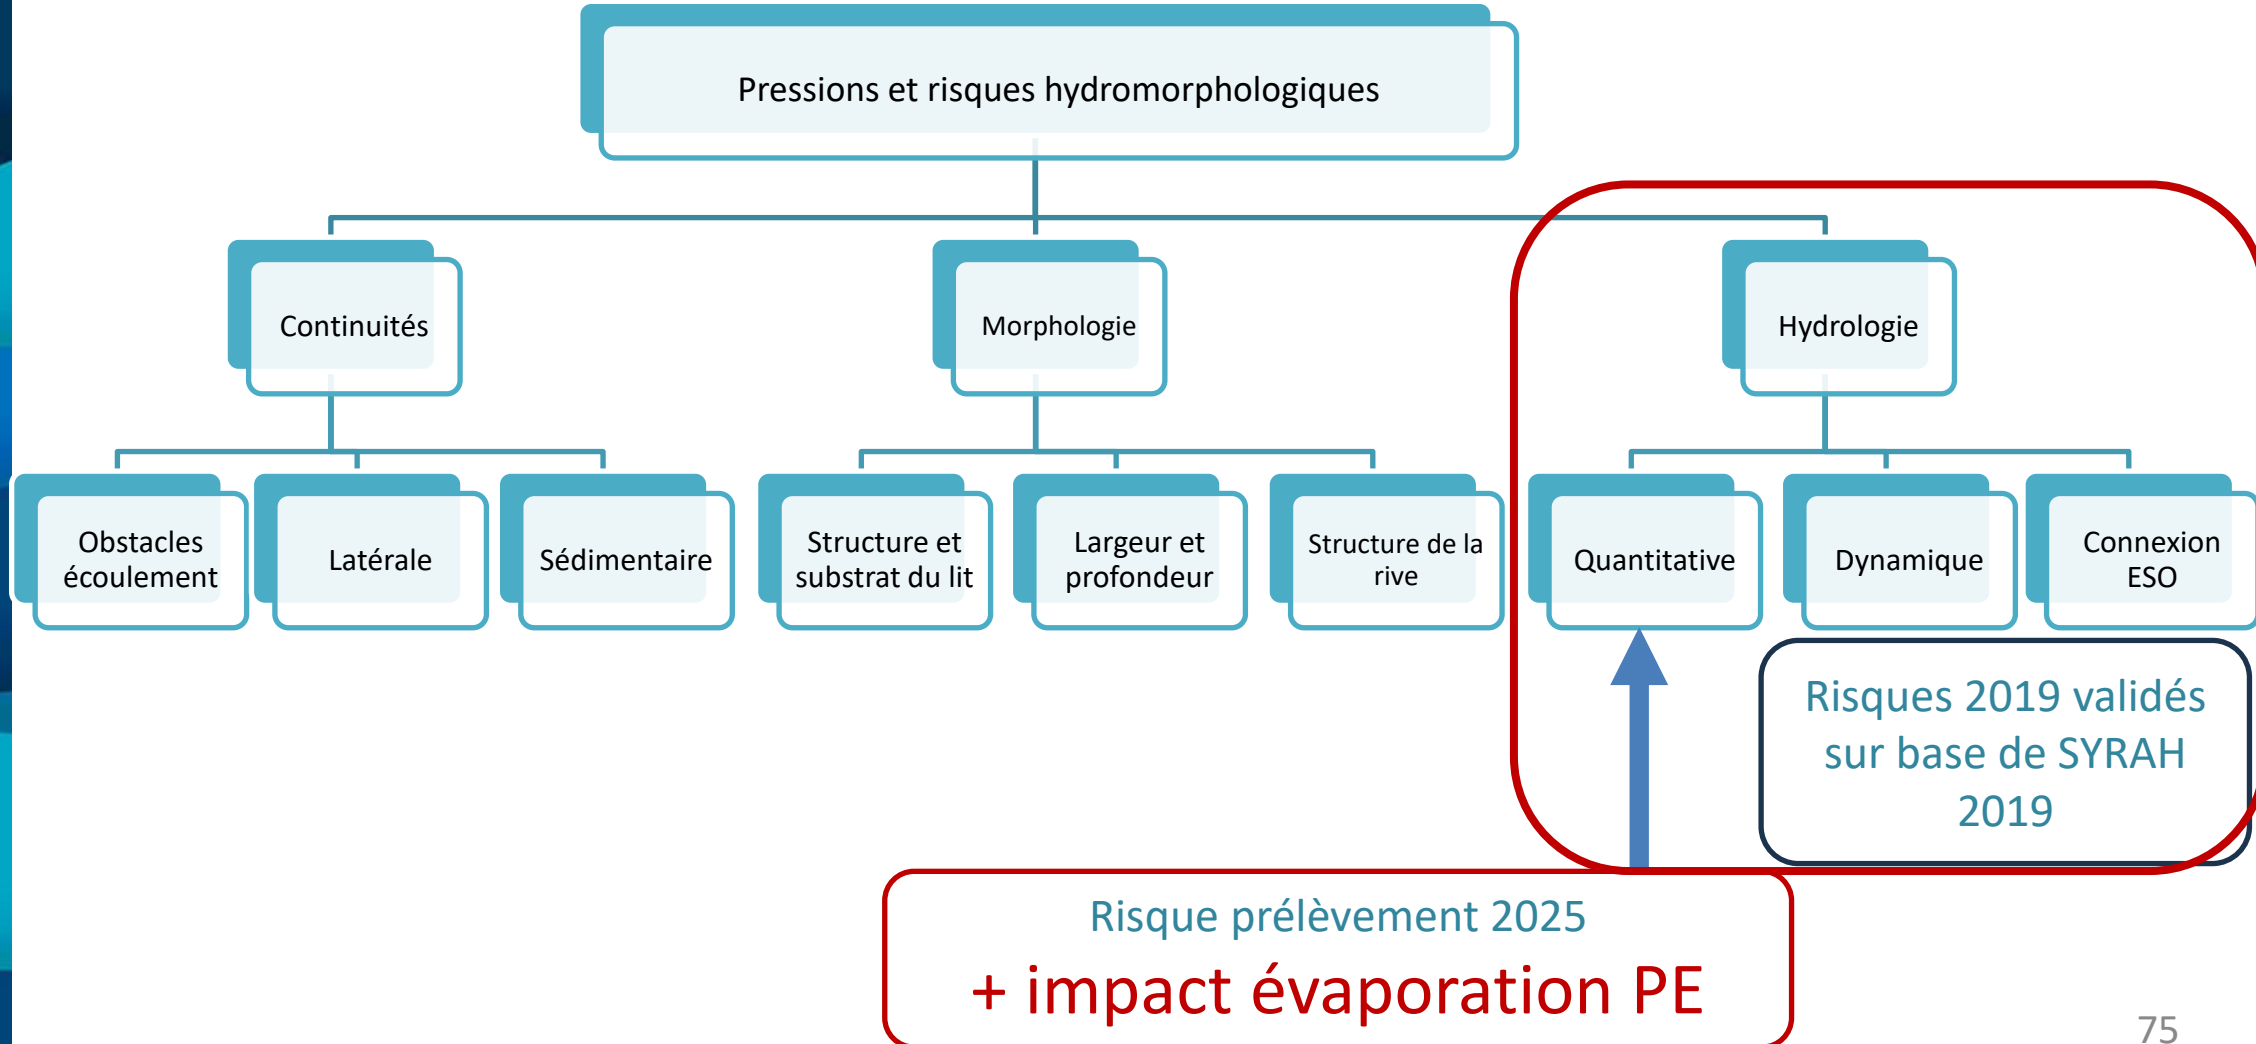 Pressions et risques hydromorphologiques
Continuités
Morphologie
Hydrologie
Obstacles
écoulement
Latérale
Sédimentaire
Structure et
substrat du lit
Largeur et
profondeur
Structure de la
rive
Quantitative
Dynamique
Connexion
ESO
Risques 2019 validés
sur base de SYRAH
2019
Risque prélèvement 2025
+ impact évaporation PE
75